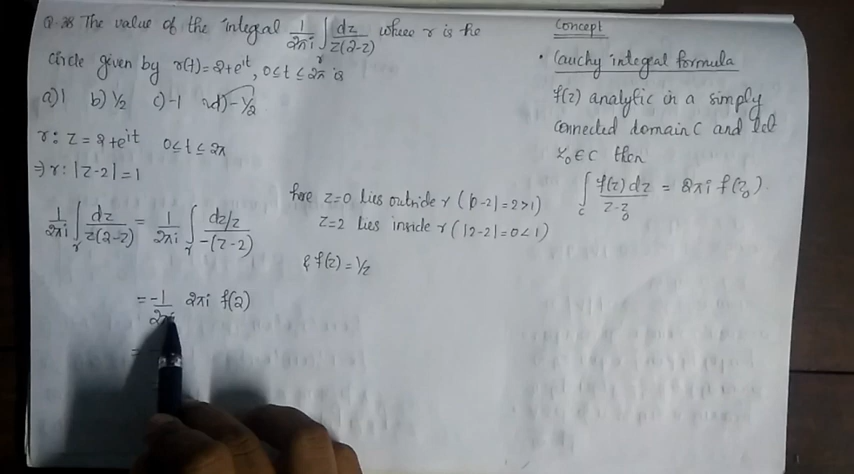 Q.28 The value of the integral 1/2πi ∫_γ dz/z(2-z) where γ is the
circle given by γ(t)=2+e^it, 0≤t≤2π is
a) 1 b) 1/2 c) -1 d) -1/2
γ: z=2+e^it 0≤t≤2π
⇒ γ: |z-2|=1
1/2πi ∫_γ dz/z(2-z) = 1/2πi ∫_γ dz/z/-(z-2)
= -1/2πi 2πi f(2)
=
here z=0 lies outside γ (|0-2|=2>1)
z=2 lies inside γ (|2-2|=0<1)
& f(z)=1/z
Concept
• Cauchy integral formula
f(z) analytic in a simply
connected domain C and let
z₀∈C then
∫_C f(z)dz/z-z₀ = 2πi f(z₀).